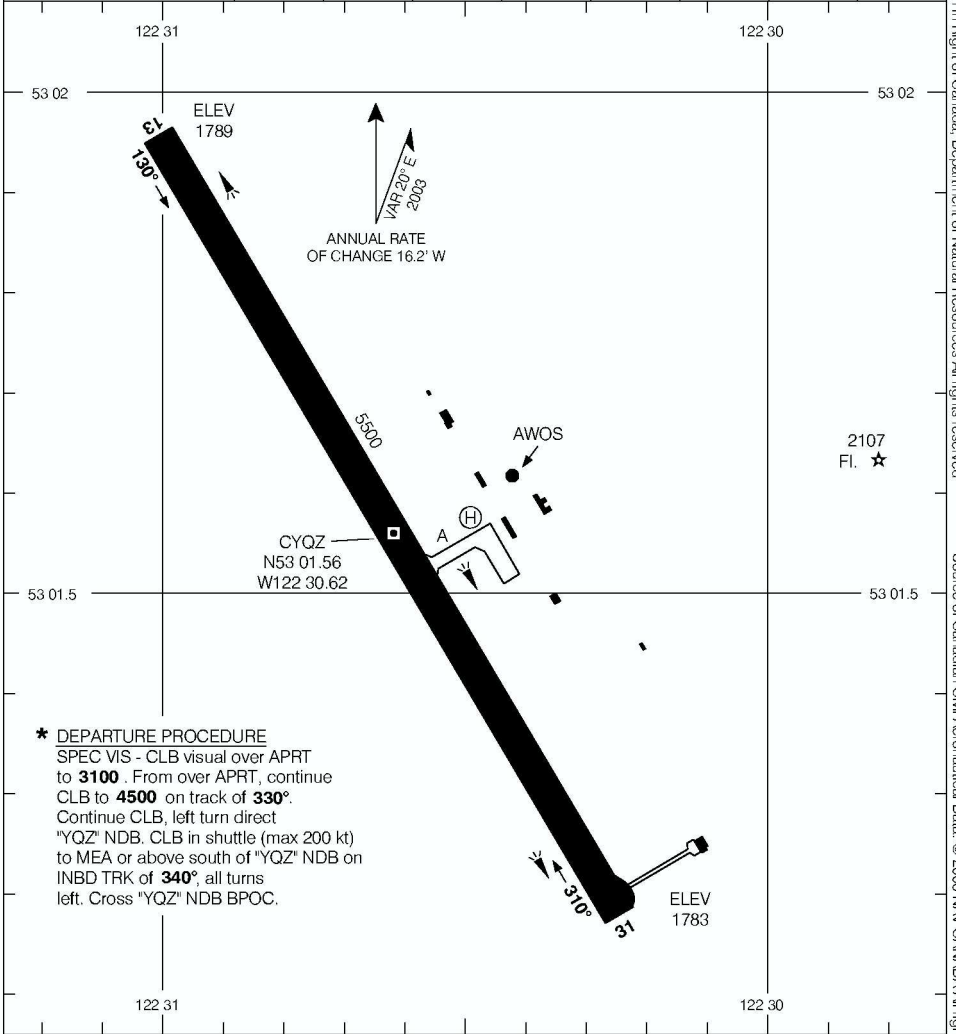 122 31
122 30
53 02
53 02
ELEV
1789
13
130°
VAR 20° E
2003
ANNUAL RATE
OF CHANGE 16.2' W
5500
AWOS
2107
Fl.
H
A
CYQZ
N53 01.56
W122 30.62
53 01.5
53 01.5
* DEPARTURE PROCEDURE
SPEC VIS - CLB visual over APRT
to 3100 . From over APRT, continue
CLB to 4500 on track of 330°.
Continue CLB, left turn direct
"YQZ" NDB. CLB in shuttle (max 200 kt)
to MEA or above south of "YQZ" NDB on
INBD TRK of 340°, all turns
left. Cross "YQZ" NDB BPOC.
310°
31
ELEV
1783
122 31
122 30